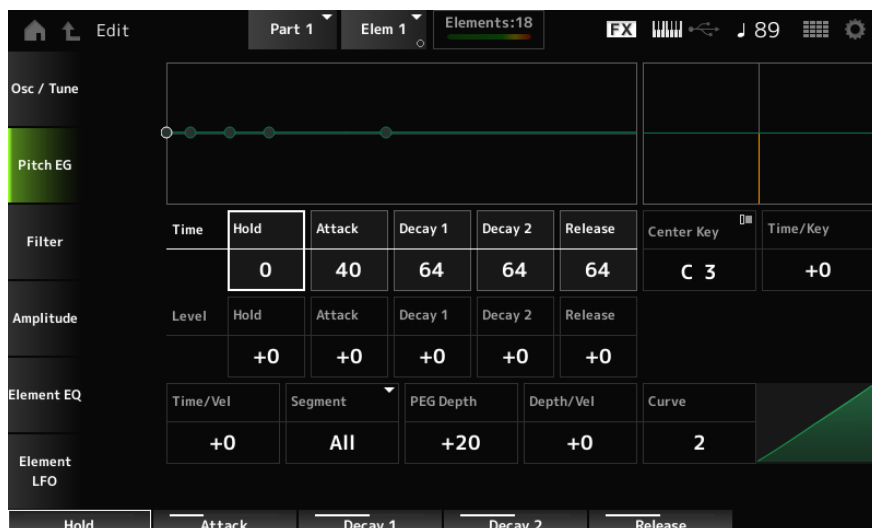 Edit Part 1 Elem 1 Elements:18 FX ♩ 89
Osc / Tune
Pitch EG
Time Hold Attack Decay 1 Decay 2 Release Center Key Time/Key
Filter
0 40 64 64 64 C 3 +0
Amplitude Level Hold Attack Decay 1 Decay 2 Release
+0 +0 +0 +0 +0
Element EQ Time/Vel Segment PEG Depth Depth/Vel Curve
+0 All +20 +0 2
Element
LFO
Hold Attack Decay 1 Decay 2 Release